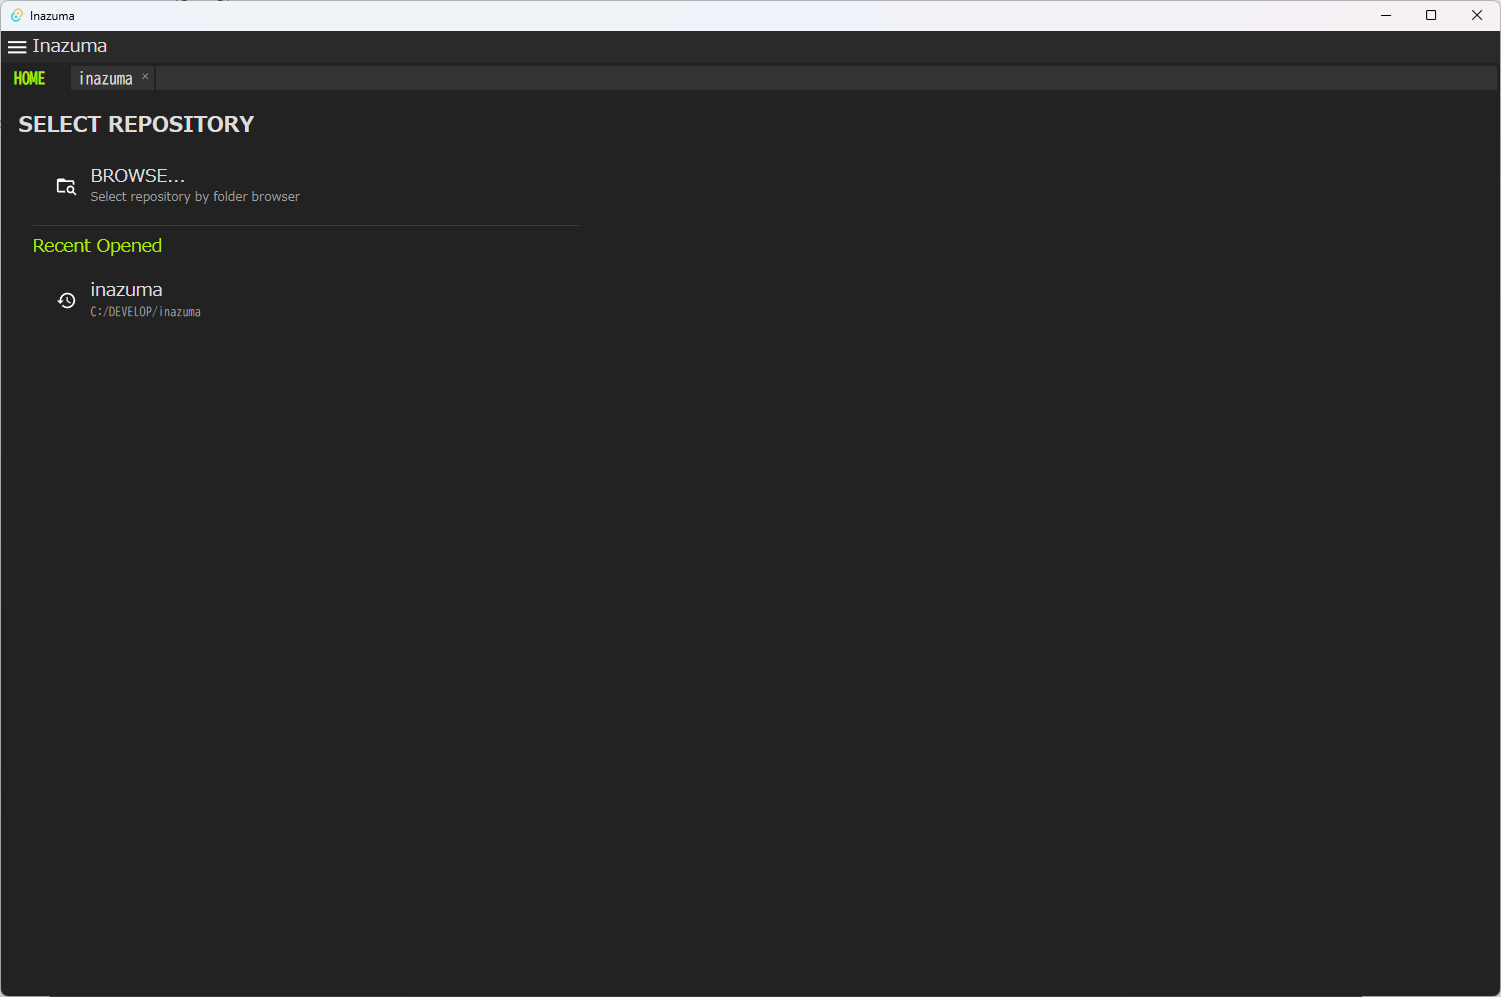 Inazuma
Inazuma
HOME inazuma ×
SELECT REPOSITORY
BROWSE...
Select repository by folder browser
Recent Opened
inazuma
C:/DEVELOP/inazuma